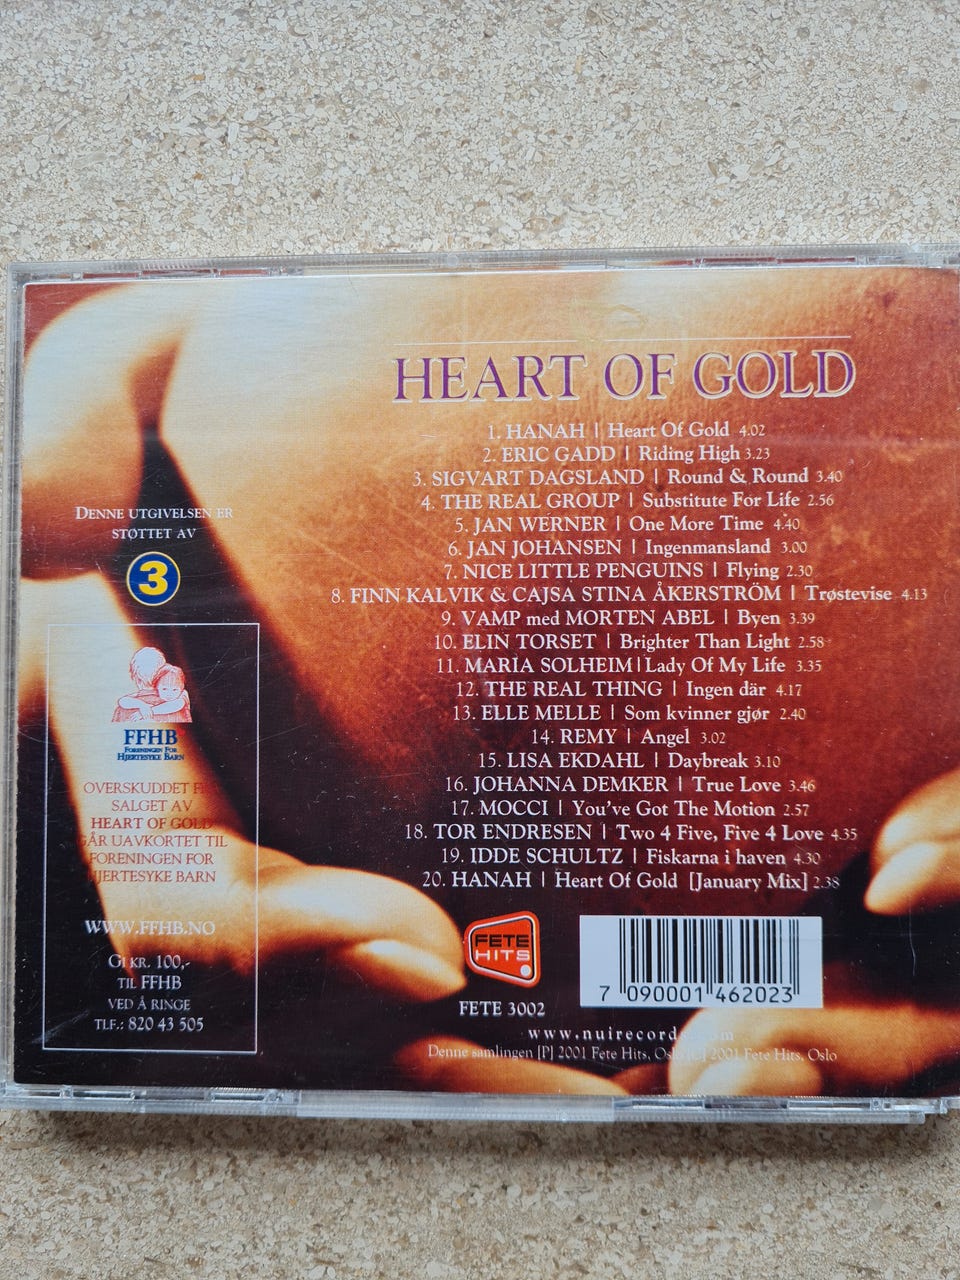 HEART OF GOLD
1. HANAH | Heart Of Gold 4.02
2. ERIC GADD | Riding High 3.23
3. SIGVART DAGSLAND | Round & Round 3.40
4. THE REAL GROUP | Substitute For Life 2.56
5. JAN WERNER | One More Time 4.40
6. JAN JOHANSEN | Ingenmansland 3.00
7. NICE LITTLE PENGUINS | Flying 2.30
8. FINN KALVIK & CAJSA STINA ÅKERSTRÖM | Trøstevise 4.13
9. VAMP med MORTEN ABEL | Byen 3.39
10. ELIN TORSET | Brighter Than Light 2.58
11. MARIA SOLHEIM | Lady Of My Life 3.35
12. THE REAL THING | Ingen där 4.17
13. ELLE MELLE | Som kvinner gjør 2.40
14. REMY | Angel 3.02
15. LISA EKDAHL | Daybreak 3.10
16. JOHANNA DEMKER | True Love 3.46
17. MOCCI | You've Got The Motion 2.57
18. TOR ENDRESEN | Two 4 Five, Five 4 Love 4.35
19. IDDE SCHULTZ | Fiskarna i haven 4.30
20. HANAH | Heart Of Gold [January Mix] 2.38
DENNE UTGIVELSEN ER
STØTTET AV
3
FFHB
FORENINGEN FOR
HJERTESYKE BARN
OVERSKUDDET
SALGET AV
HEART OF GOLD
GÅR UAVKORTET TIL
FORENINGEN FOR
HJERTESYKE BARN
WWW.FFHB.NO
GI KR. 100,-
TIL FFHB
VED Å RINGE
TLF.: 820 43 505
FETE
HITS
FETE 3002
7 090001 462023
www.nuirecords.com
Denne samlingen [P] 2001 Fete Hits, Oslo [C] 2001 Fete Hits, Oslo